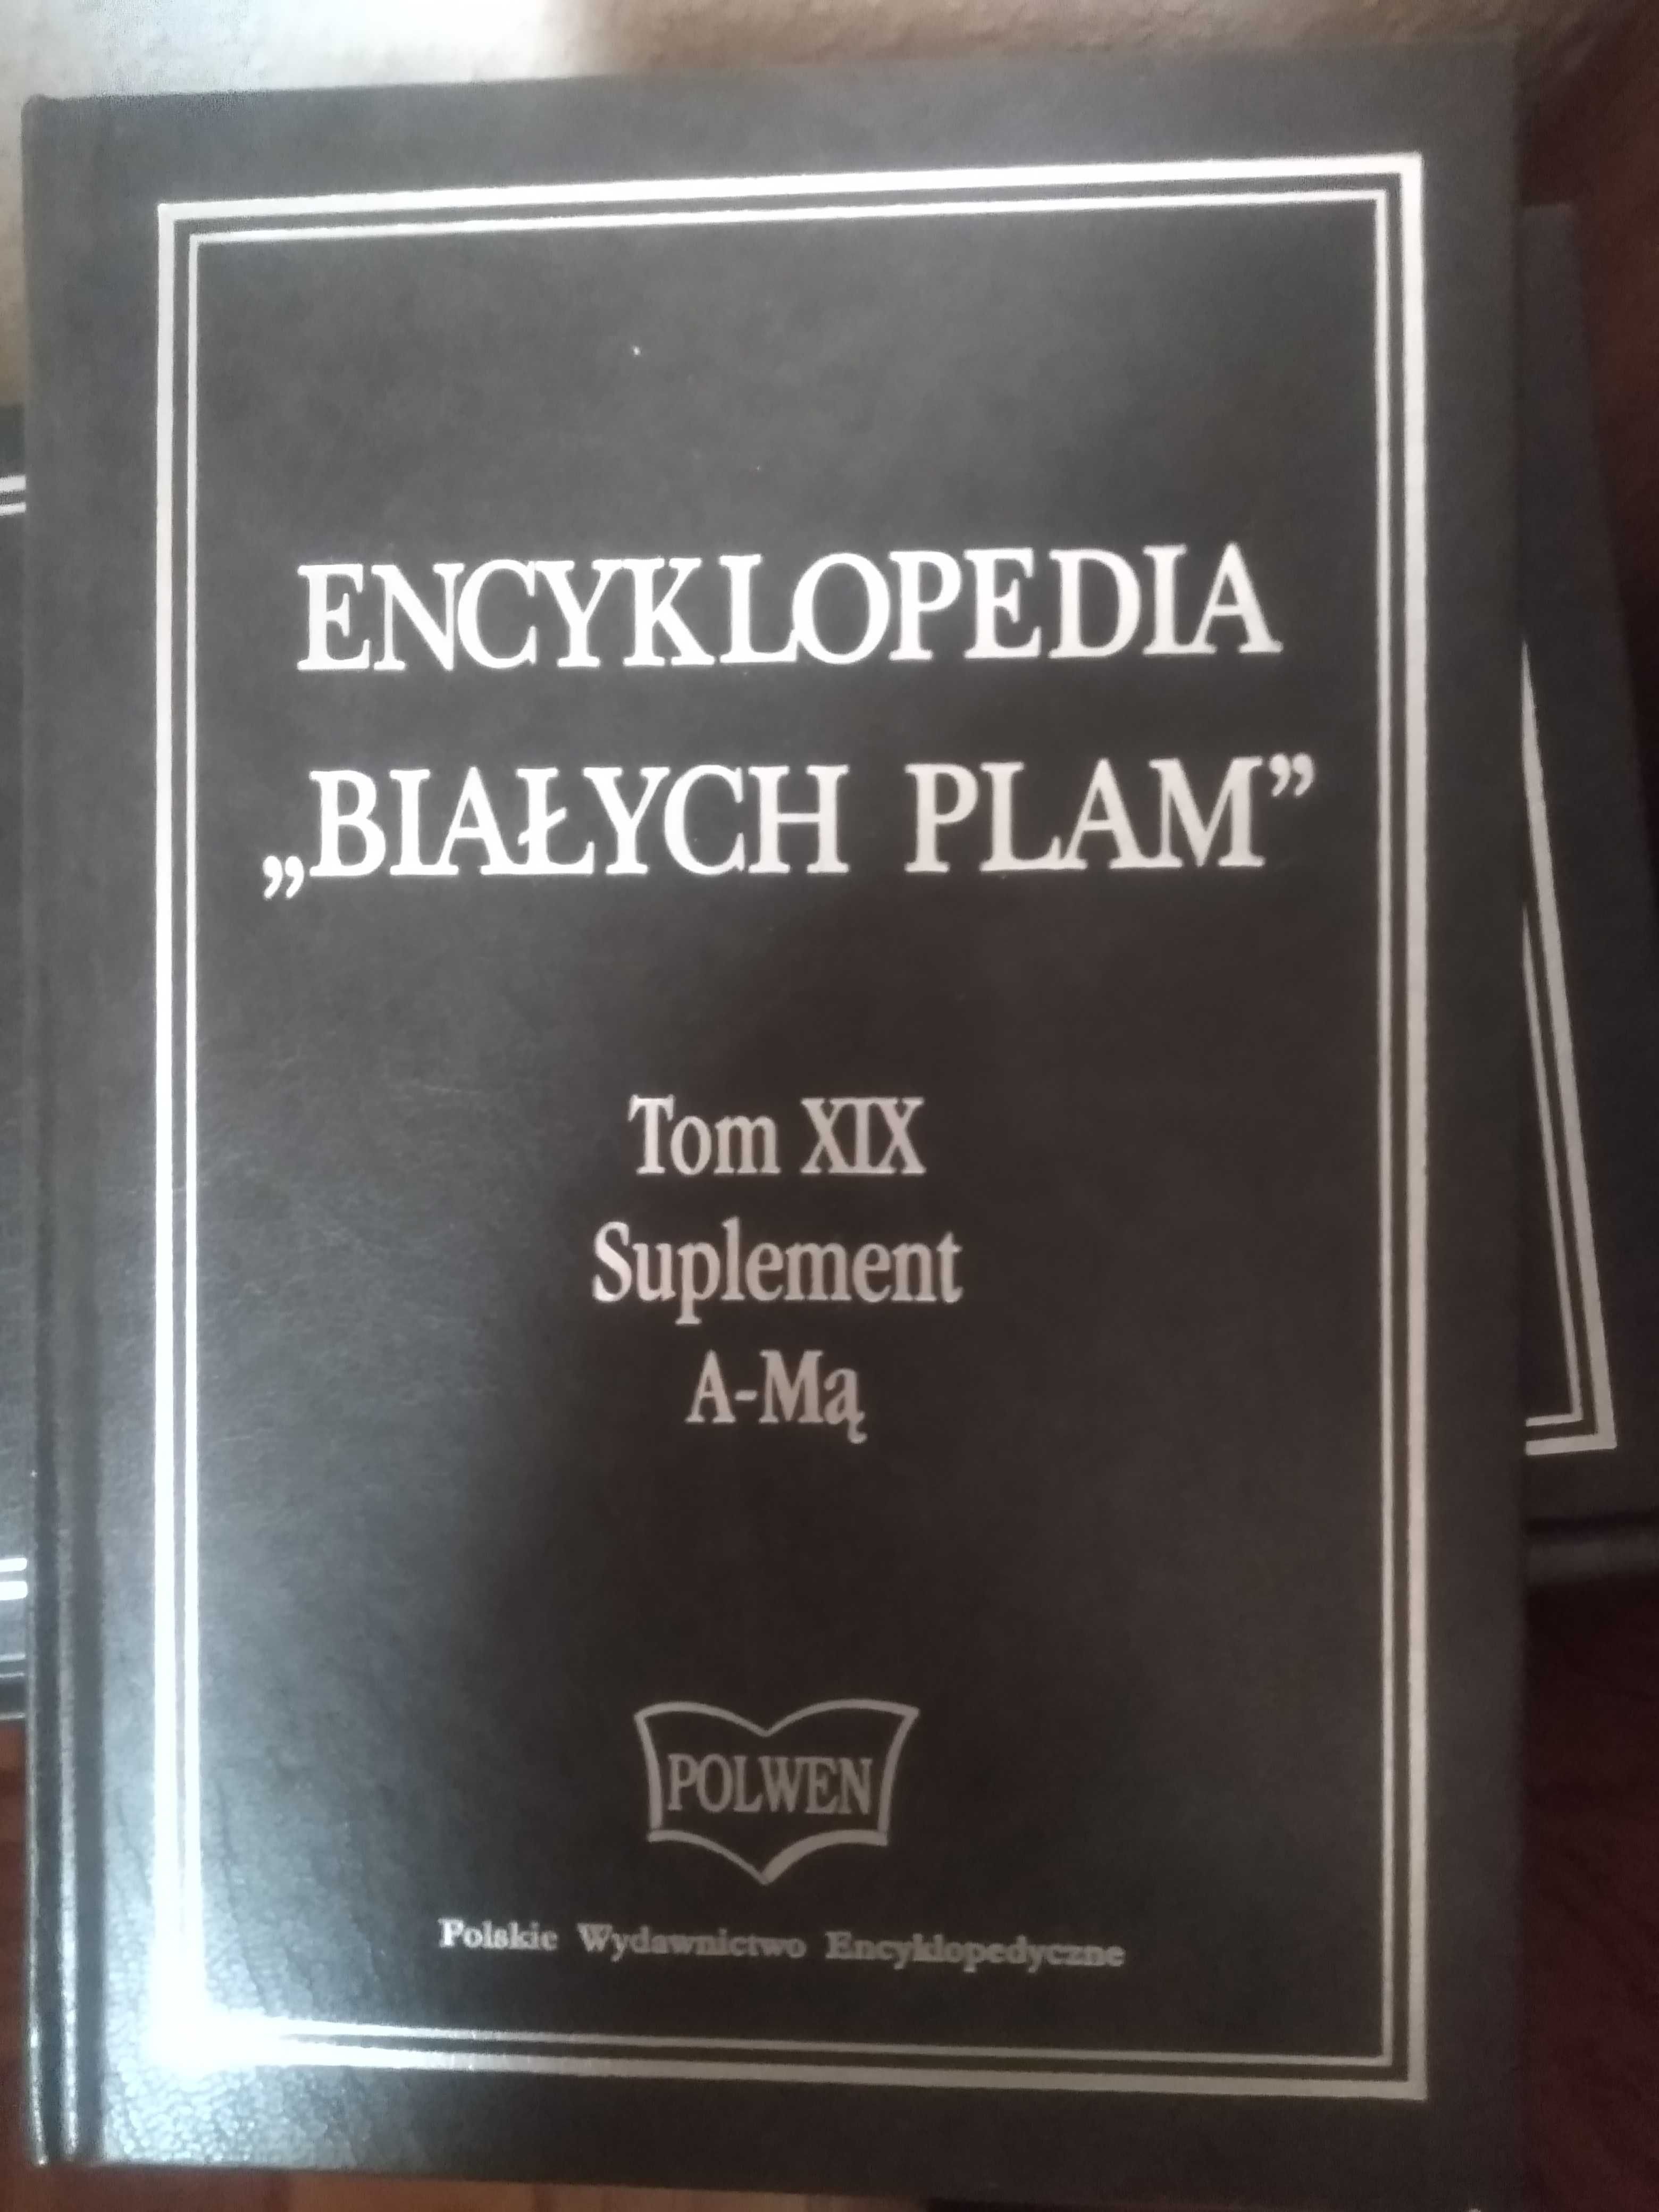 ENCYKLOPEDIA
„BIAŁYCH PLAM”
Tom XIX
Suplement
A-Mą
POLWEN
Polskie Wydawnictwo Encyklopedyczne